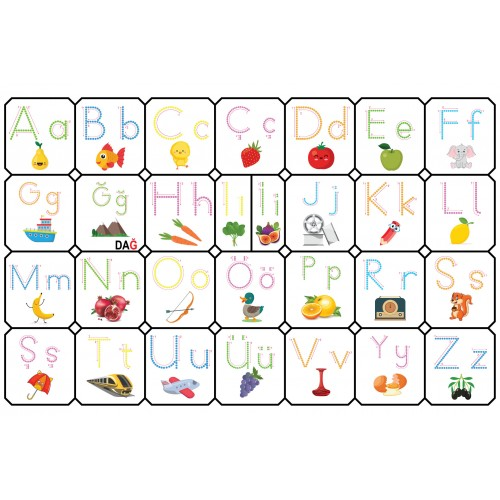 Aa Bb Cc Çç Dd Ee Ff
Gg Ğğ Hh Iı İi Jj Kk Ll
DAĞ
Mm Nn Oo Öö Pp Rr Ss
Şş Tt Uu Üü Vv Yy Zz